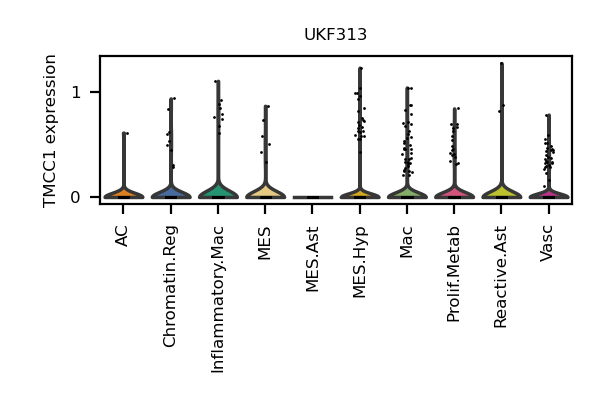 UKF313
TMCC1 expression
1
0
AC
Chromatin.Reg
Inflammatory.Mac
MES
MES.Ast
MES.Hyp
Mac
Prolif.Metab
Reactive.Ast
Vasc